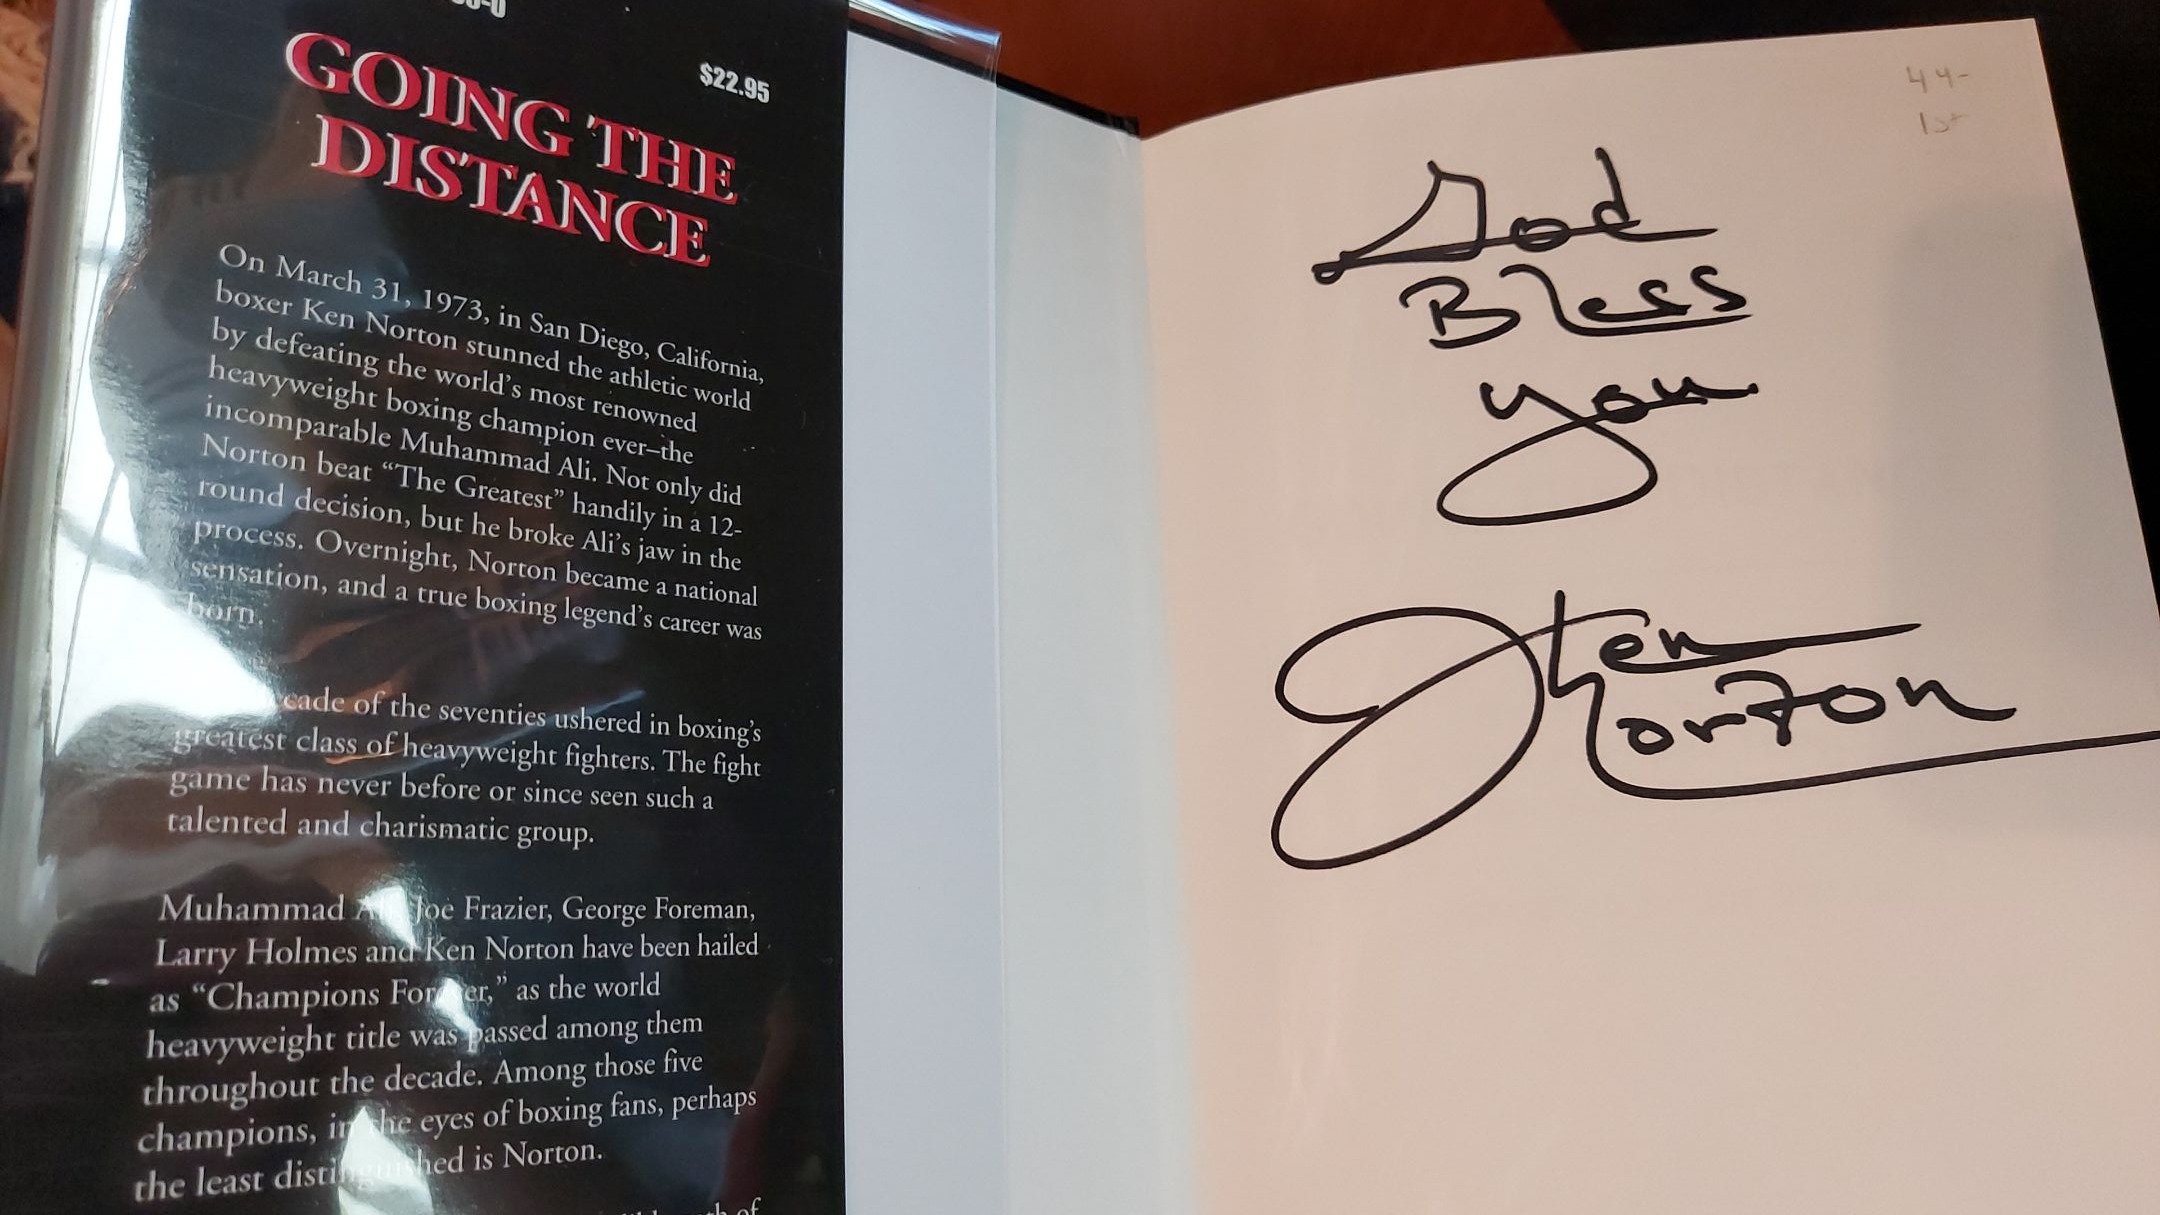 $22.95
GOING THE
DISTANCE
On March 31, 1973, in San Diego, California,
boxer Ken Norton stunned the athletic world
by defeating the world's most renowned
heavyweight boxing champion ever–the
incomparable Muhammad Ali. Not only did
Norton beat “The Greatest” handily in a 12-
round decision, but he broke Ali's jaw in the
process. Overnight, Norton became a national
sensation, and a true boxing legend's career was
born.
cade of the seventies ushered in boxing's
greatest class of heavyweight fighters. The fight
game has never before or since seen such a
talented and charismatic group.
Muhammad Ali, Joe Frazier, George Foreman,
Larry Holmes and Ken Norton have been hailed
as “Champions Forever,” as the world
heavyweight title was passed among them
throughout the decade. Among those five
champions, in the eyes of boxing fans, perhaps
the least distinguished is Norton.
of
44-
1st
God
Bless
you
Ken
Norton